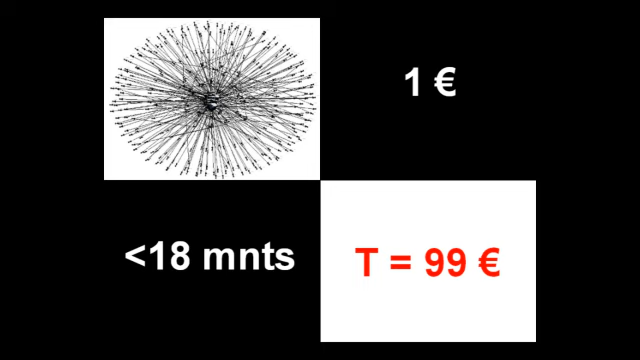 1 €
<18 mnts
T = 99 €